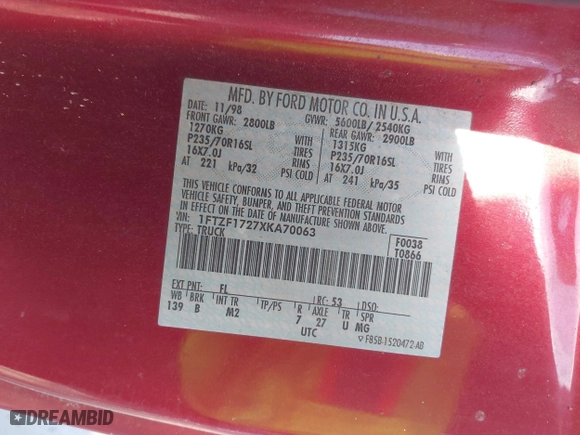 MFD. BY FORD MOTOR CO. IN U.S.A.
DATE: 11/98 GVWR: 5600LB/ 2540KG
FRONT GAWR: 2800LB REAR GAWR: 2900LB
1270KG WITH 1315KG WITH
P235/70R16SL TIRES P235/70R16SL TIRES
16X7.0J RIMS 16X7.0J RIMS
AT 221 kPa/32 PSI COLD AT 241 kPa/35 PSI COLD
THIS VEHICLE CONFORMS TO ALL APPLICABLE FEDERAL MOTOR
VEHICLE SAFETY, BUMPER, AND THEFT PREVENTION STANDARDS IN
EFFECT ON THE DATE OF MANUFACTURE SHOWN ABOVE
VIN: 1FTZF1727XKA70063 F0038
TYPE: TRUCK T0866
EXT PNT: FL RC: 53 DSO:
WB BRK INT TR TP/PS R AXLE TR SPR
139 B M2 7 27 U MG
UTC F85B-1520472-AB
DREAMBID